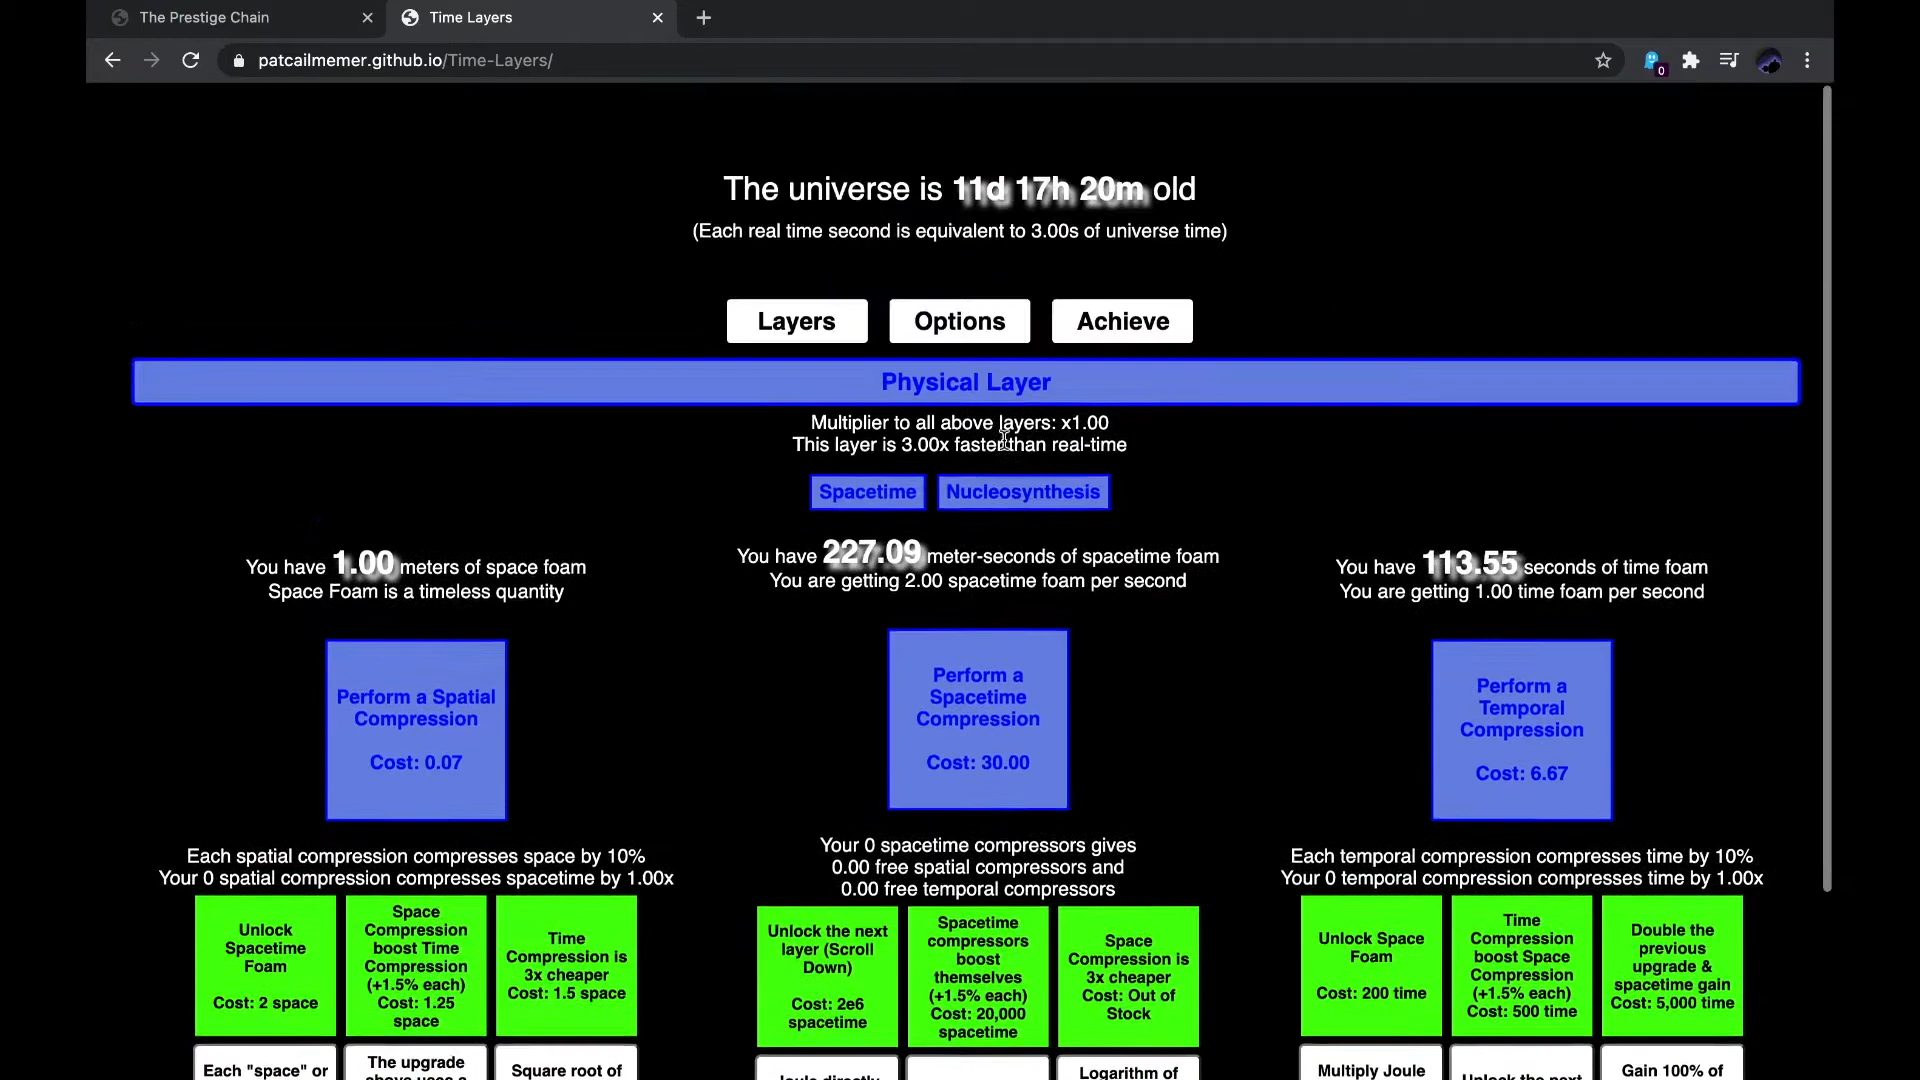 The Prestige Chain
Time Layers
patcailmemer.github.io/Time-Layers/
0
The universe is 11d 17h 20m old
(Each real time second is equivalent to 3.00s of universe time)
Layers
Options
Achieve
Physical Layer
Multiplier to all above layers: x1.00
This layer is 3.00x faster than real-time
Spacetime
Nucleosynthesis
You have 1.00 meters of space foam
Space Foam is a timeless quantity
You have 227.09 meter-seconds of spacetime foam
You are getting 2.00 spacetime foam per second
You have 113.55 seconds of time foam
You are getting 1.00 time foam per second
Perform a Spatial
Compression
Cost: 0.07
Perform a
Spacetime
Compression
Cost: 30.00
Perform a
Temporal
Compression
Cost: 6.67
Each spatial compression compresses space by 10%
Your 0 spatial compression compresses spacetime by 1.00x
Your 0 spacetime compressors gives
0.00 free spatial compressors and
0.00 free temporal compressors
Each temporal compression compresses time by 10%
Your 0 temporal compression compresses time by 1.00x
Unlock
Spacetime
Foam
Cost: 2 space
Space
Compression
boost Time
Compression
(+1.5% each)
Cost: 1.25
space
Time
Compression is
3x cheaper
Cost: 1.5 space
Unlock the next
layer (Scroll
Down)
Cost: 2e6
spacetime
Spacetime
compressors
boost
themselves
(+1.5% each)
Cost: 20,000
spacetime
Space
Compression is
3x cheaper
Cost: Out of
Stock
Unlock Space
Foam
Cost: 200 time
Time
Compression
boost Space
Compression
(+1.5% each)
Cost: 500 time
Double the
previous
upgrade &
spacetime gain
Cost: 5,000 time
Each "space" or
The upgrade
above uses a
Square root of
Joule directly
Logarithm of
Multiply Joule
Unlock the next
Gain 100% of